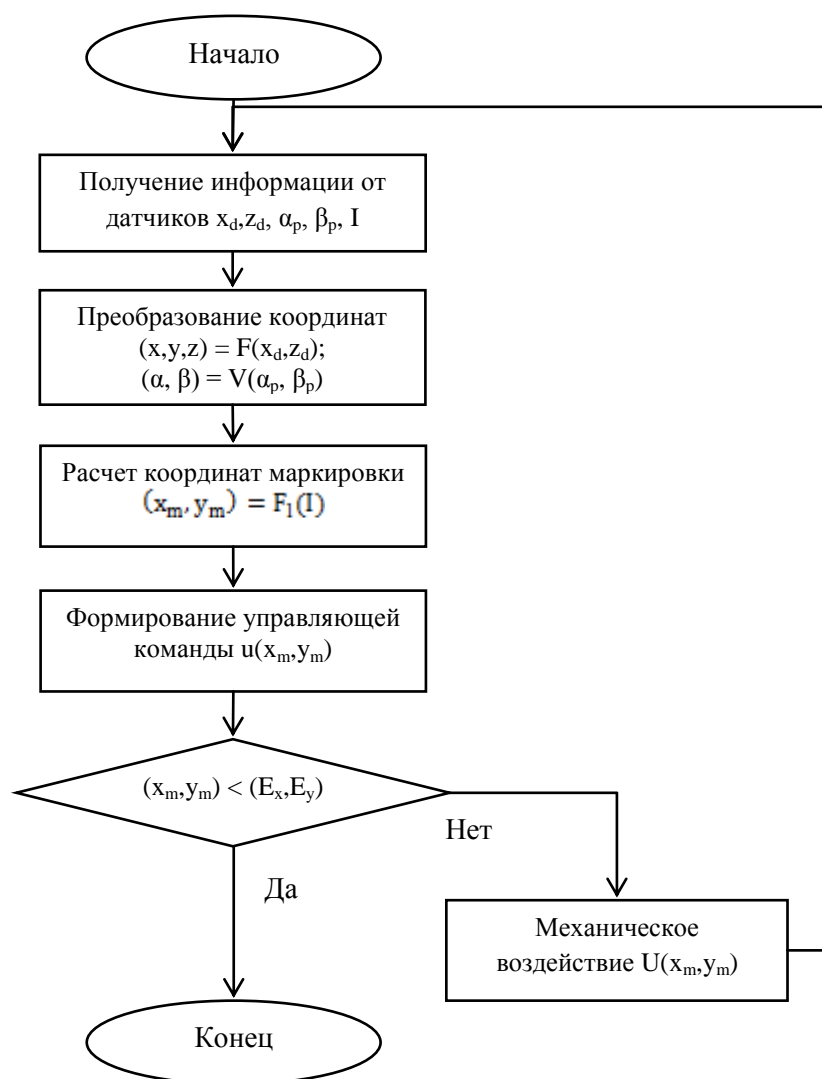 Начало
Получение информации от
датчиков x_d,z_d, α_p, β_p, I
Преобразование координат
(x,y,z) = F(x_d,z_d);
(α, β) = V(α_p, β_p)
Расчет координат маркировки
(x_m, y_m) = F_1(I)
Формирование управляющей
команды u(x_m,y_m)
(x_m,y_m) < (E_x,E_y)
Нет
Да
Механическое
воздействие U(x_m,y_m)
Конец